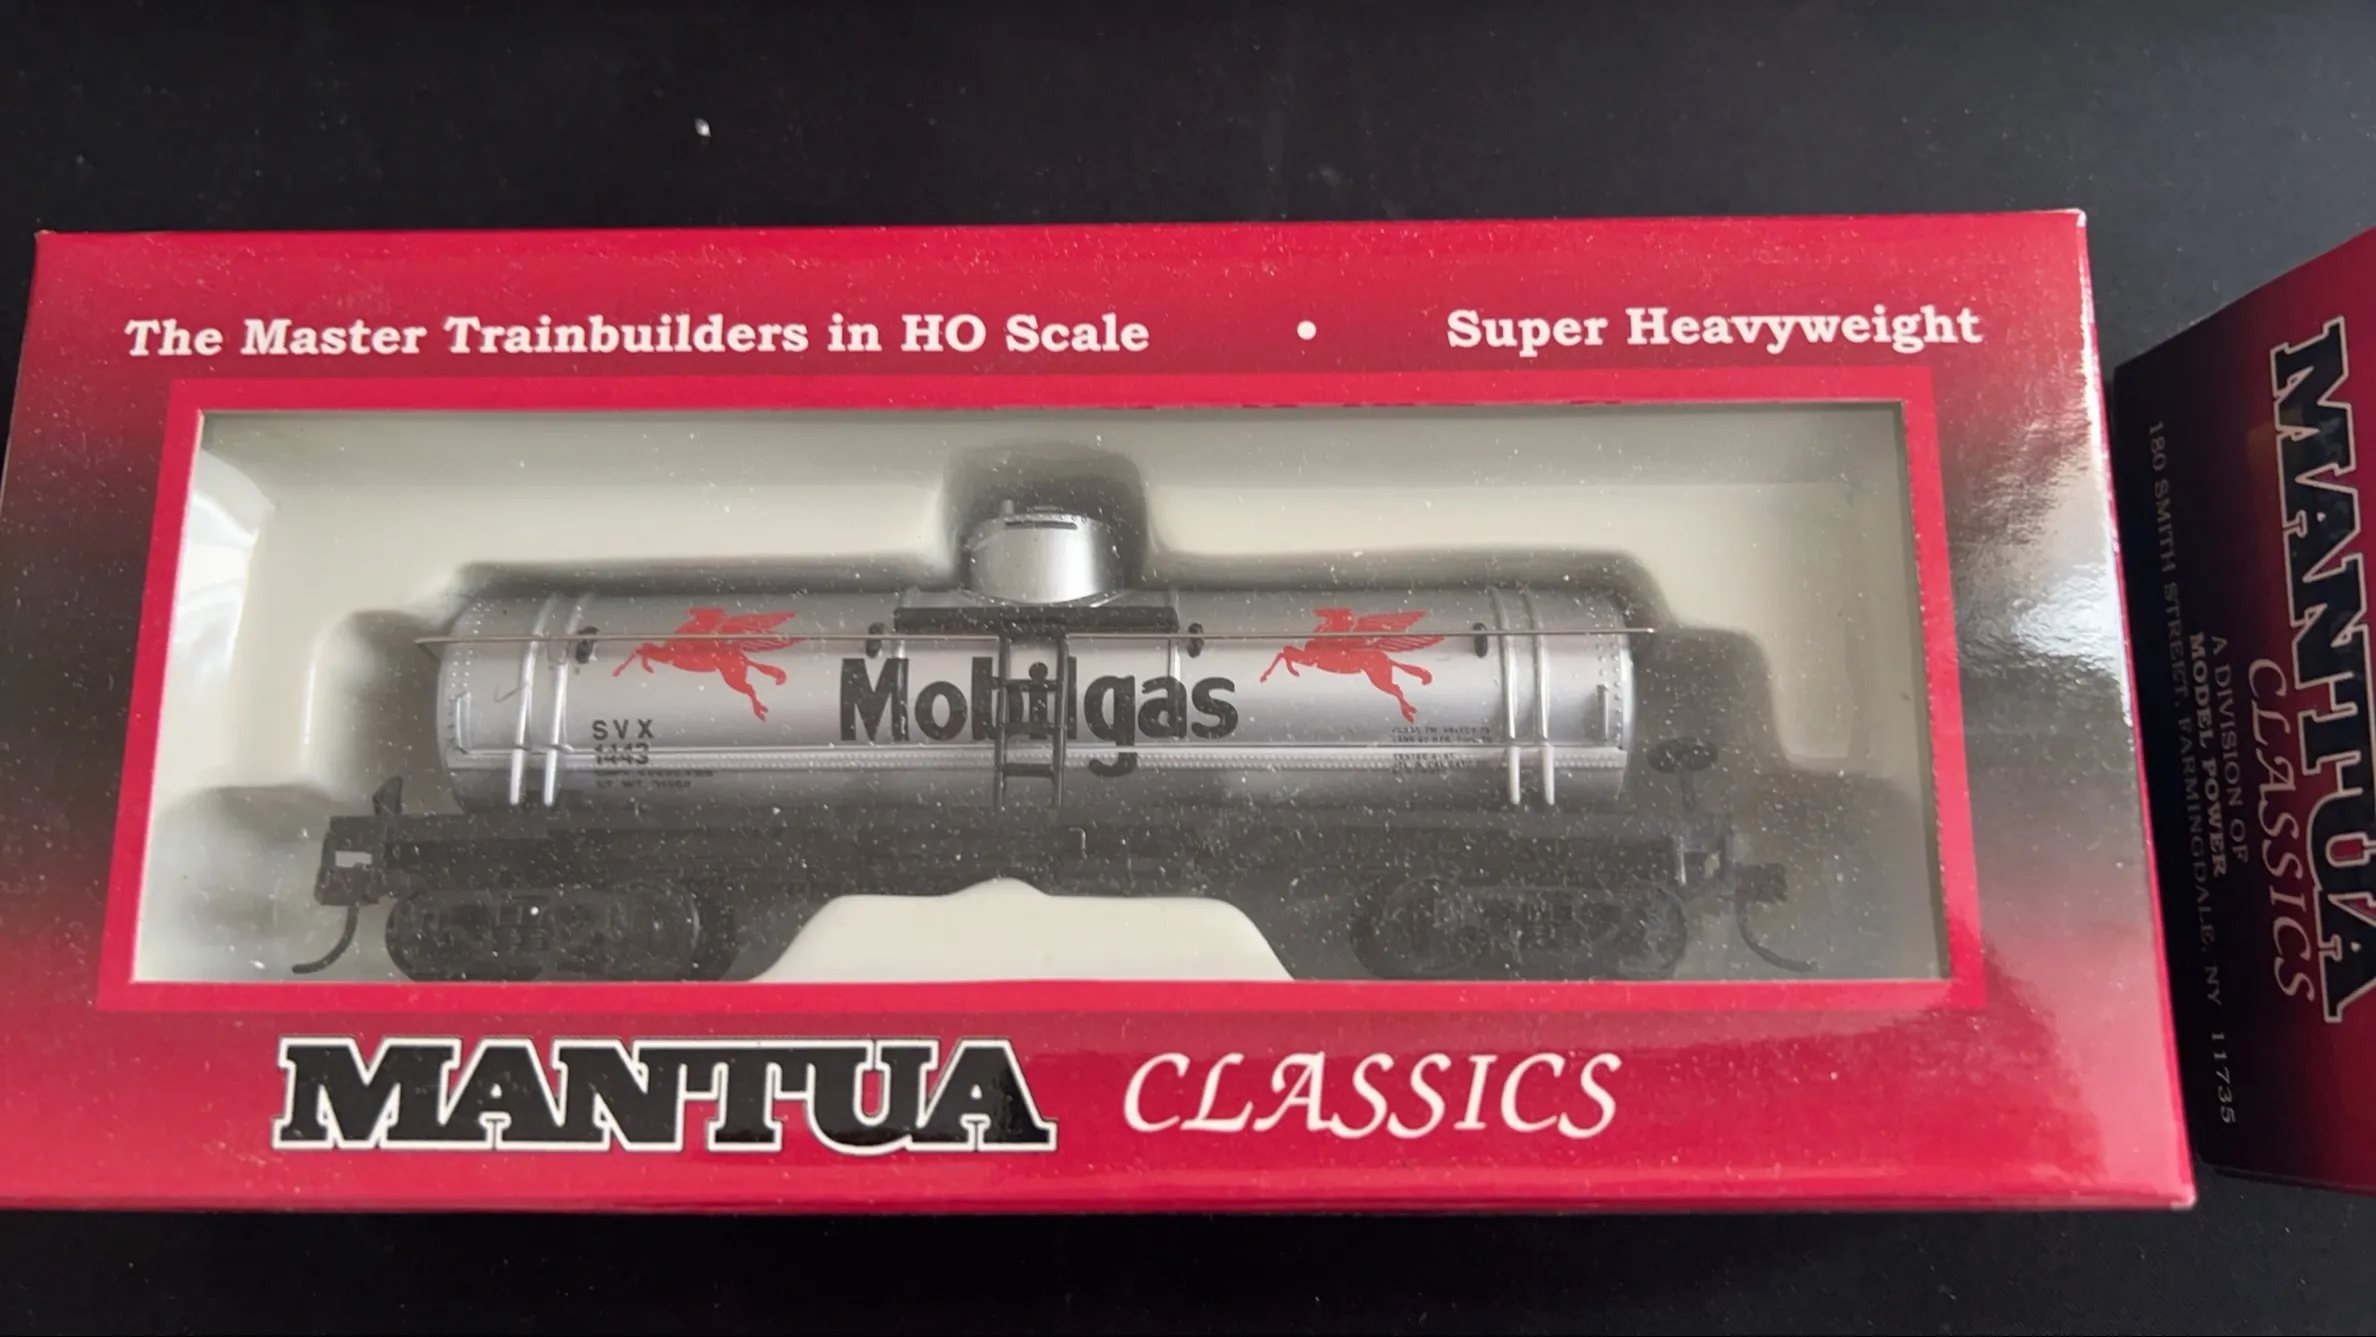 The Master Trainbuilders in HO Scale • Super Heavyweight
Mobilgas
SVX
1443
MANTUA CLASSICS
MANTUA
CLASSICS
A DIVISION OF
MODEL POWER
180 SMITH STREET, FARMINGDALE, NY 11735